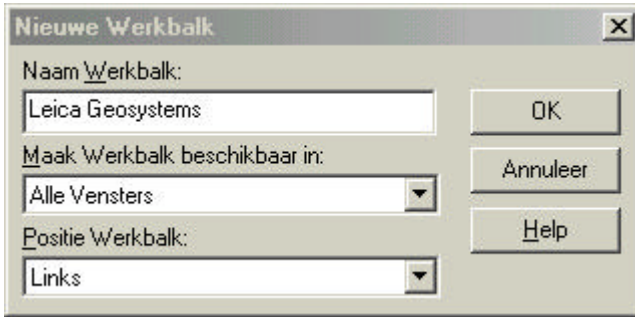 Nieuwe Werkbalk
Naam Werkbalk:
Leica Geosystems
OK
Maak Werkbalk beschikbaar in:
Annuleer
Alle Vensters
Help
Positie Werkbalk:
Links